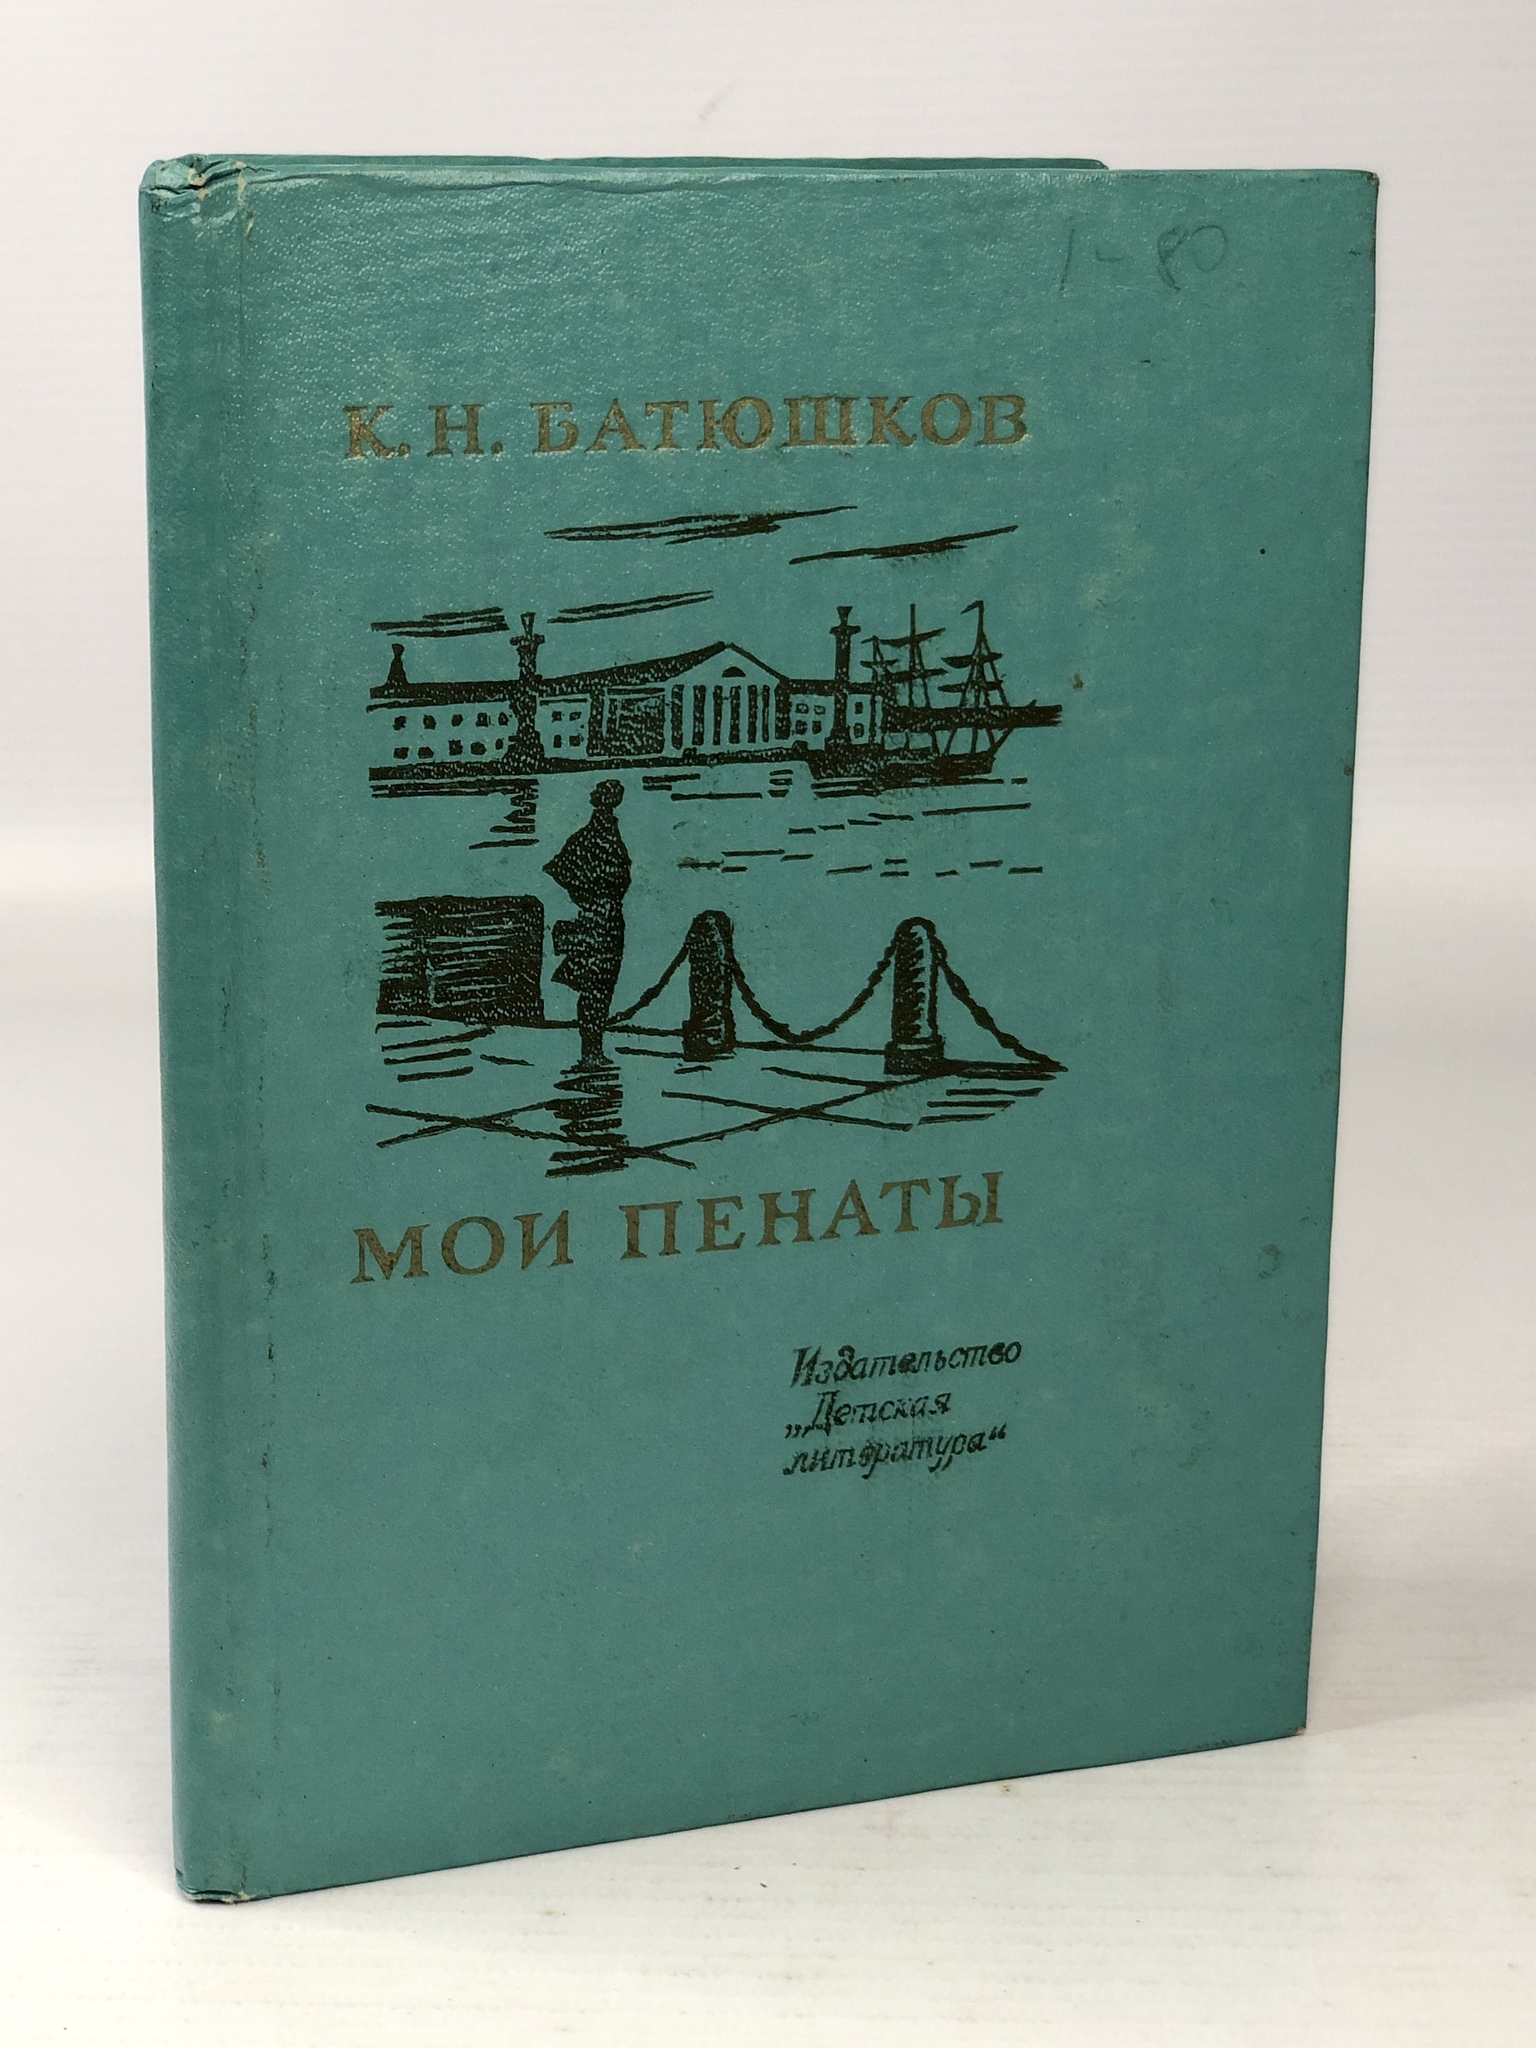 1-80
К. Н. БАТЮШКОВ
МОИ ПЕНАТЫ
Издательство
„Детская
литература“